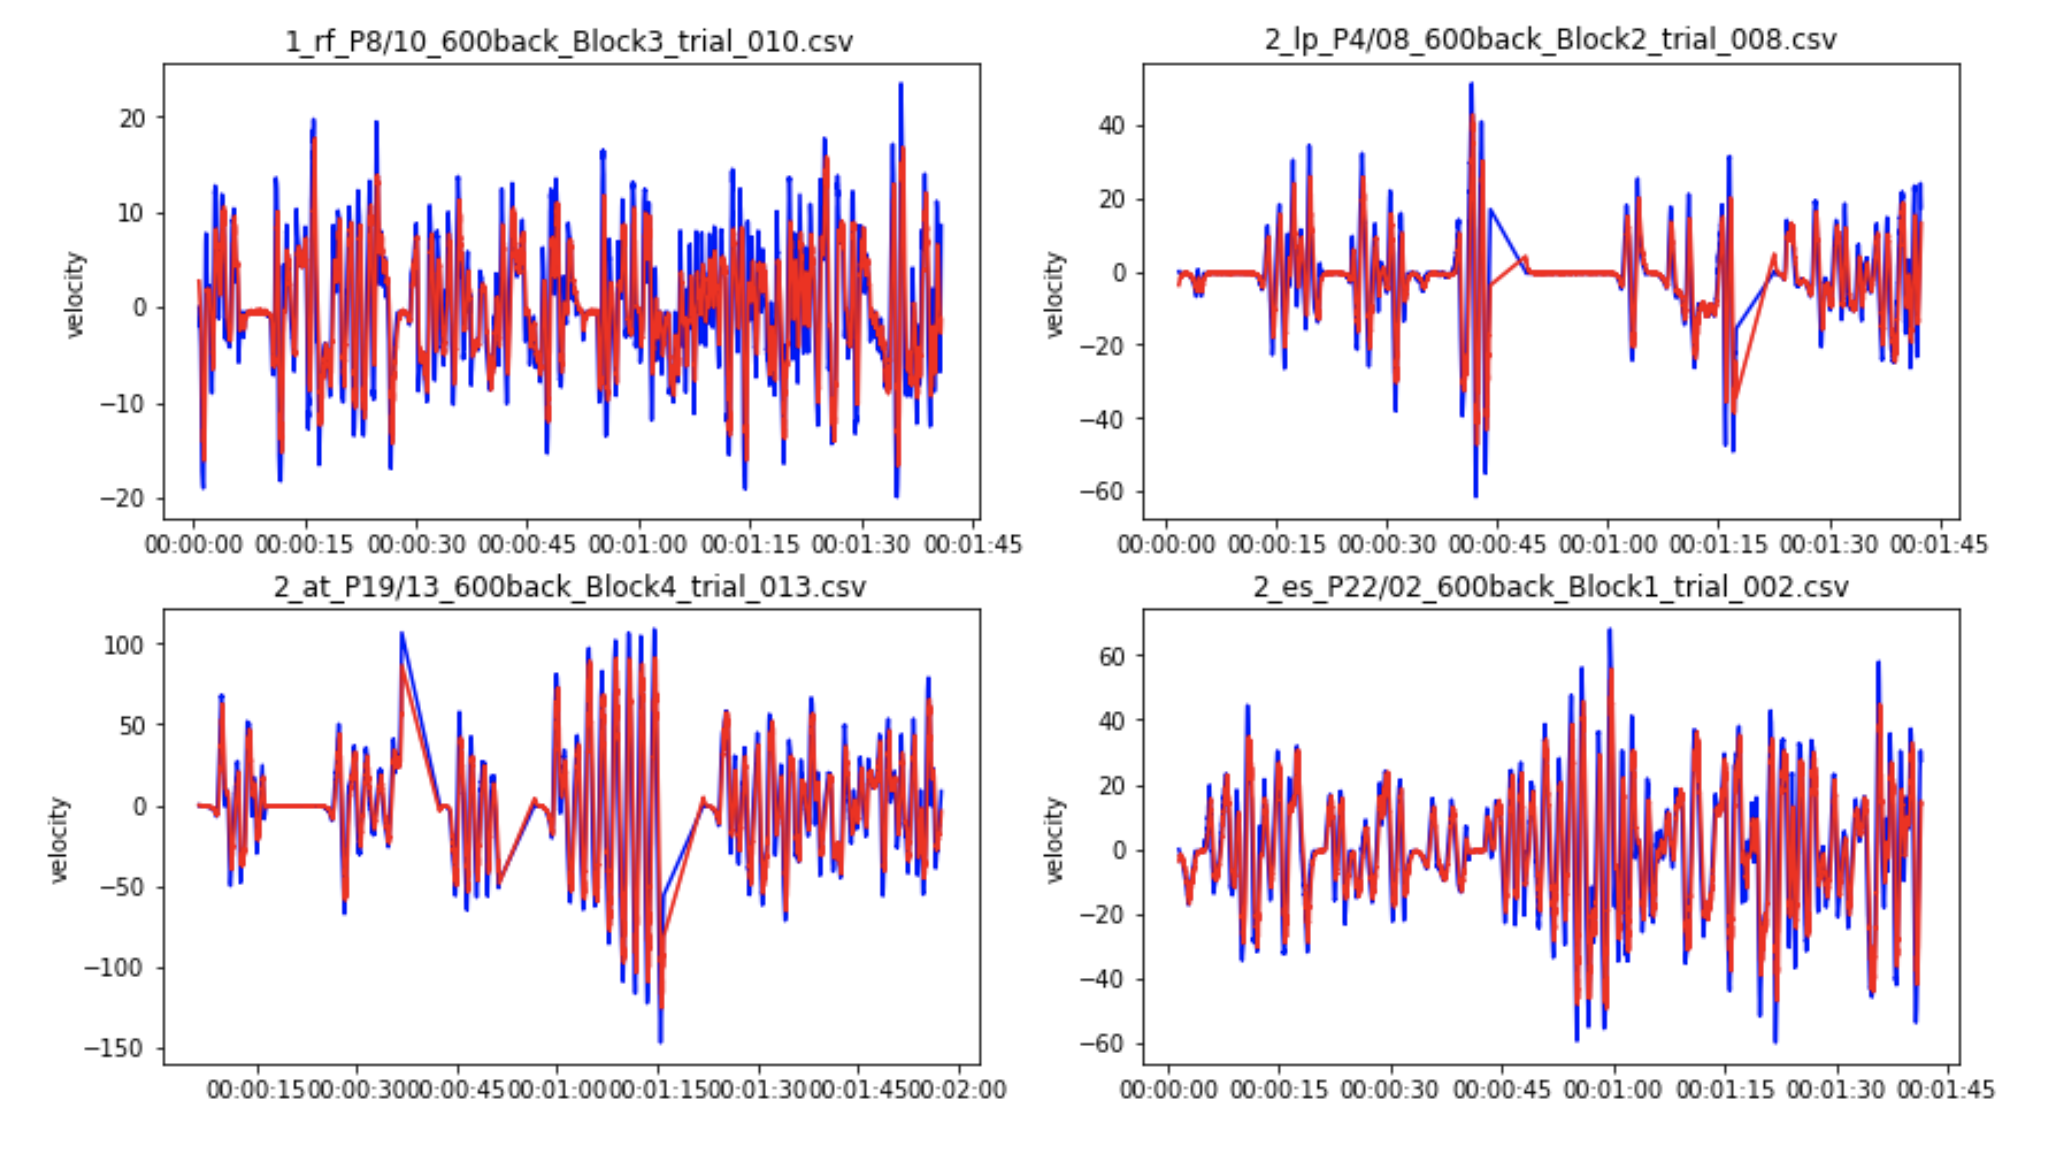 1_rf_P8/10_600back_Block3_trial_010.csv
velocity
20
10
0
−10
−20
00:00:00 00:00:15 00:00:30 00:00:45 00:01:00 00:01:15 00:01:30 00:01:45
2_lp_P4/08_600back_Block2_trial_008.csv
velocity
40
20
0
−20
−40
−60
00:00:00 00:00:15 00:00:30 00:00:45 00:01:00 00:01:15 00:01:30 00:01:45
2_at_P19/13_600back_Block4_trial_013.csv
velocity
100
50
0
−50
−100
−150
00:00:15 00:00:30 00:00:45 00:01:00 00:01:15 00:01:30 00:01:45 00:02:00
2_es_P22/02_600back_Block1_trial_002.csv
velocity
60
40
20
0
−20
−40
−60
00:00:00 00:00:15 00:00:30 00:00:45 00:01:00 00:01:15 00:01:30 00:01:45